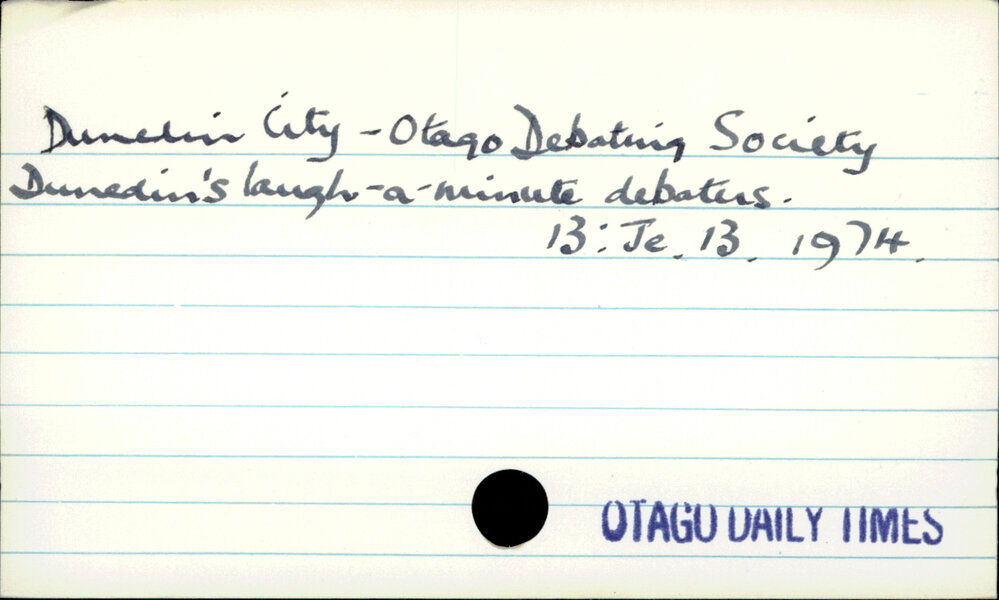 Dunedin City - Otago Debating Society
Dunedin's laugh-a-minute debaters.
13: Je. 13. 1974.
OTAGO DAILY TIMES